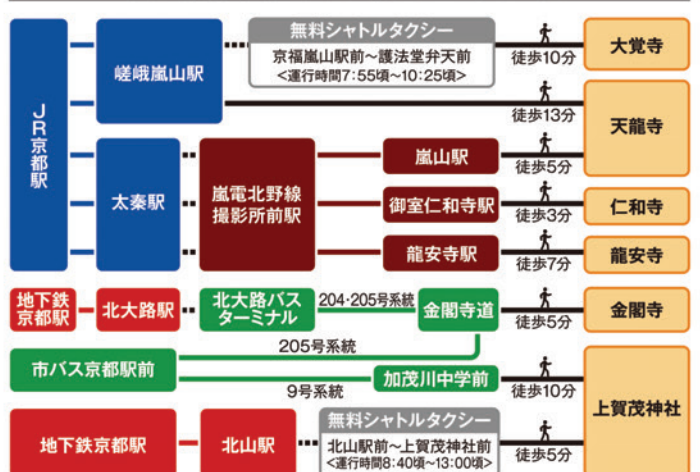 JR京都駅
嵯峨嵐山駅
無料シャトルタクシー
京福嵐山駅前～護法堂弁天前
<運行時間7:55頃～10:25頃>
徒歩10分
大覚寺
徒歩13分
天龍寺
太秦駅
嵐電北野線
撮影所前駅
嵐山駅
徒歩5分
御室仁和寺駅
徒歩3分
仁和寺
龍安寺駅
徒歩7分
龍安寺
地下鉄
京都駅
北大路駅
北大路バス
ターミナル
204・205号系統
金閣寺道
徒歩5分
金閣寺
205号系統
市バス京都駅前
9号系統
加茂川中学前
徒歩10分
上賀茂神社
地下鉄京都駅
北山駅
無料シャトルタクシー
北山駅前～上賀茂神社前
<運行時間8:40頃～13:00頃>
徒歩5分